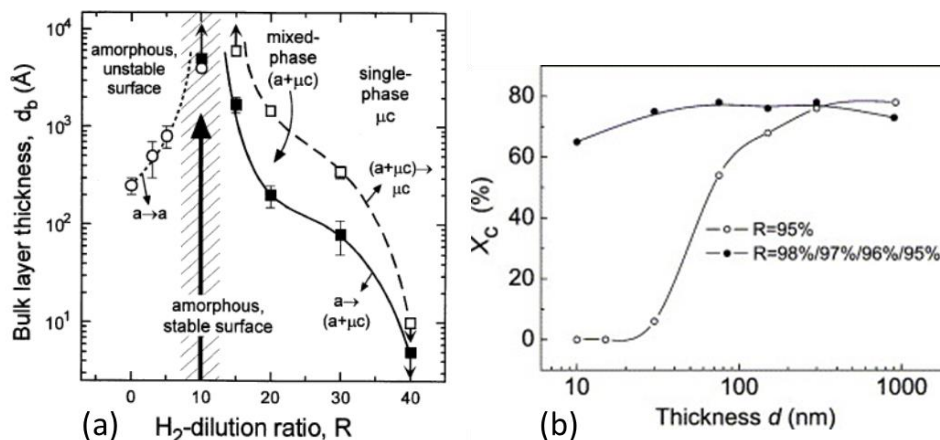 10⁴
10³
10²
10¹
Bulk layer thickness, d_b (Å)
amorphous,
unstable
surface
mixed-
phase
(a+μc)
single-
phase
μc
(a+μc)→
μc
a→a
a→
(a+μc)
amorphous,
stable surface
0 10 20 30 40
(a) H₂-dilution ratio, R
80
60
40
20
0
X_C (%)
R=95%
R=98%/97%/96%/95%
10 100 1000
(b) Thickness d (nm)